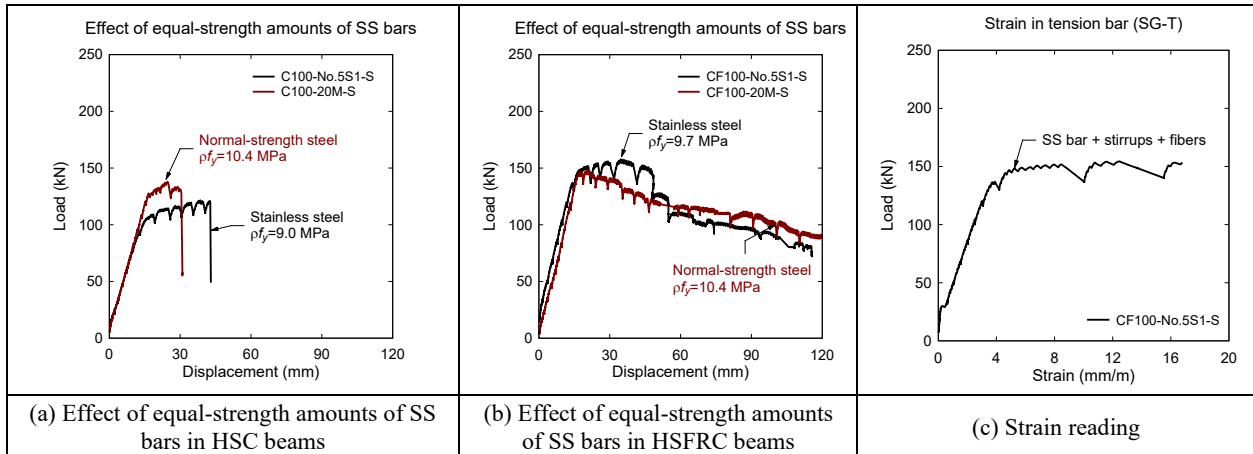 Effect of equal-strength amounts of SS bars
250
200
150
100
50
0
Load (kN)
C100-No.5S1-S
C100-20M-S
Normal-strength steel
ρfy=10.4 MPa
Stainless steel
ρfy=9.0 MPa
0 30 60 90 120
Displacement (mm)
(a) Effect of equal-strength amounts of SS
bars in HSC beams
Effect of equal-strength amounts of SS bars
250
200
150
100
50
0
Load (kN)
CF100-No.5S1-S
CF100-20M-S
Stainless steel
ρfy=9.7 MPa
Normal-strength steel
ρfy=10.4 MPa
0 30 60 90 120
Displacement (mm)
(b) Effect of equal-strength amounts
of SS bars in HSFRC beams
Strain in tension bar (SG-T)
250
200
150
100
50
0
Load (kN)
SS bar + stirrups + fibers
CF100-No.5S1-S
0 4 8 12 16 20
Strain (mm/m)
(c) Strain reading